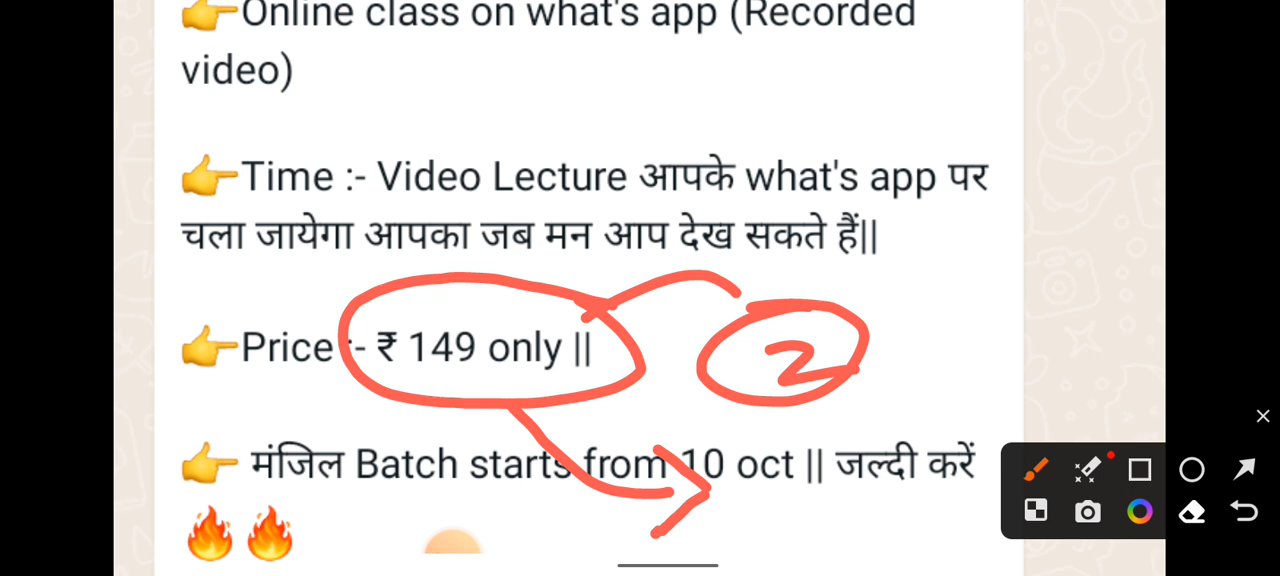 👉Online class on what's app (Recorded
video)
👉Time :- Video Lecture आपके what's app पर
चला जायेगा आपका जब मन आप देख सकते हैं||
👉Price :- ₹ 149 only ||
2
👉 मंजिल Batch starts from 10 oct || जल्दी करें
🔥🔥